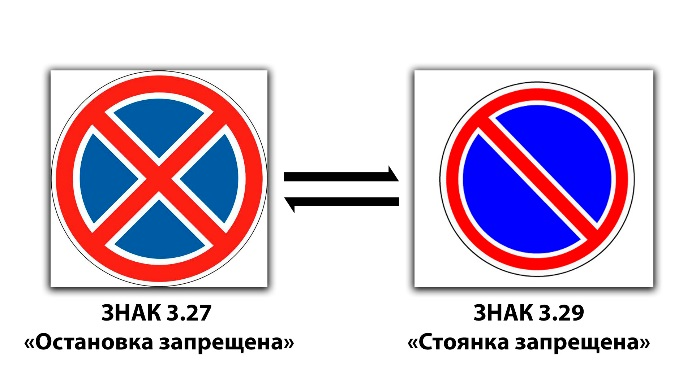 ЗНАК 3.27
«Остановка запрещена»
ЗНАК 3.29
«Стоянка запрещена»